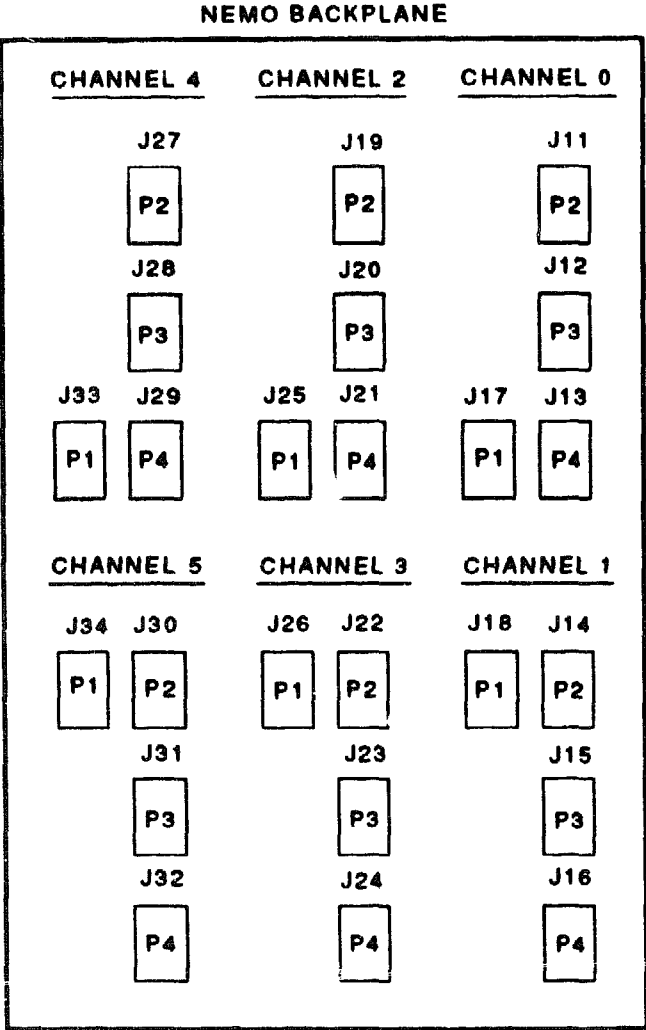 NEMO BACKPLANE
CHANNEL 4 CHANNEL 2 CHANNEL 0
J27 J19 J11
P2 P2 P2
J28 J20 J12
P3 P3 P3
J33 J29 J25 J21 J17 J13
P1 P4 P1 P4 P1 P4
CHANNEL 5 CHANNEL 3 CHANNEL 1
J34 J30 J26 J22 J18 J14
P1 P2 P1 P2 P1 P2
J31 J23 J15
P3 P3 P3
J32 J24 J16
P4 P4 P4